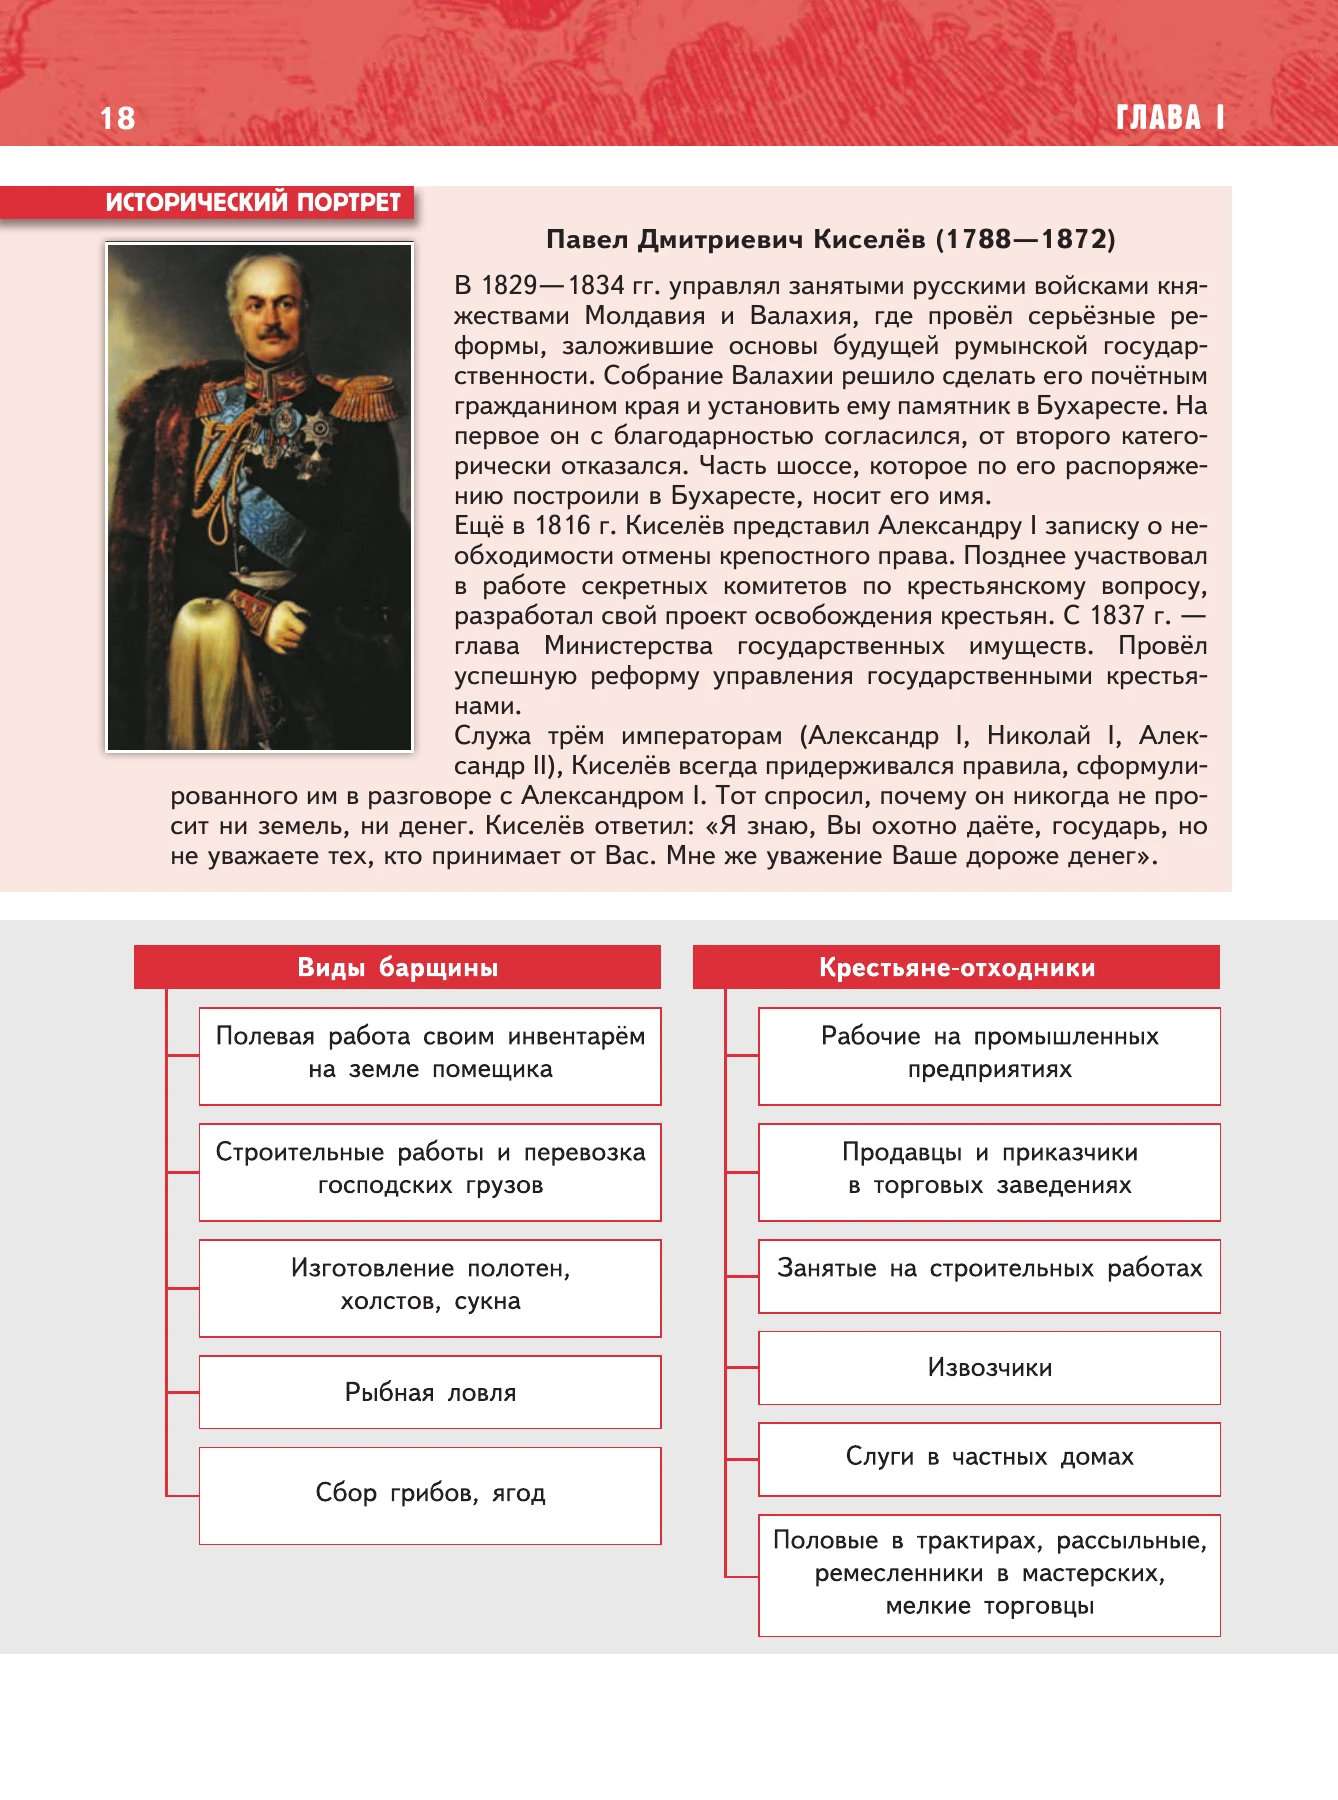 18
ГЛАВА I
ИСТОРИЧЕСКИЙ ПОРТРЕТ
Павел Дмитриевич Киселёв (1788—1872)
В 1829—1834 гг. управлял занятыми русскими войсками кня-
жествами Молдавия и Валахия, где провёл серьёзные ре-
формы, заложившие основы будущей румынской государ-
ственности. Собрание Валахии решило сделать его почётным
гражданином края и установить ему памятник в Бухаресте. На
первое он с благодарностью согласился, от второго катего-
рически отказался. Часть шоссе, которое по его распоряже-
нию построили в Бухаресте, носит его имя.
Ещё в 1816 г. Киселёв представил Александру I записку о не-
обходимости отмены крепостного права. Позднее участвовал
в работе секретных комитетов по крестьянскому вопросу,
разработал свой проект освобождения крестьян. С 1837 г. —
глава Министерства государственных имуществ. Провёл
успешную реформу управления государственными крестья-
нами.
Служа трём императорам (Александр I, Николай I, Алек-
сандр II), Киселёв всегда придерживался правила, сформули-
рованного им в разговоре с Александром I. Тот спросил, почему он никогда не про-
сит ни земель, ни денег. Киселёв ответил: «Я знаю, Вы охотно даёте, государь, но
не уважаете тех, кто принимает от Вас. Мне же уважение Ваше дороже денег».
Виды барщины
Полевая работа своим инвентарём
на земле помещика
Строительные работы и перевозка
господских грузов
Изготовление полотен,
холстов, сукна
Рыбная ловля
Сбор грибов, ягод
Крестьяне-отходники
Рабочие на промышленных
предприятиях
Продавцы и приказчики
в торговых заведениях
Занятые на строительных работах
Извозчики
Слуги в частных домах
Половые в трактирах, рассыльные,
ремесленники в мастерских,
мелкие торговцы